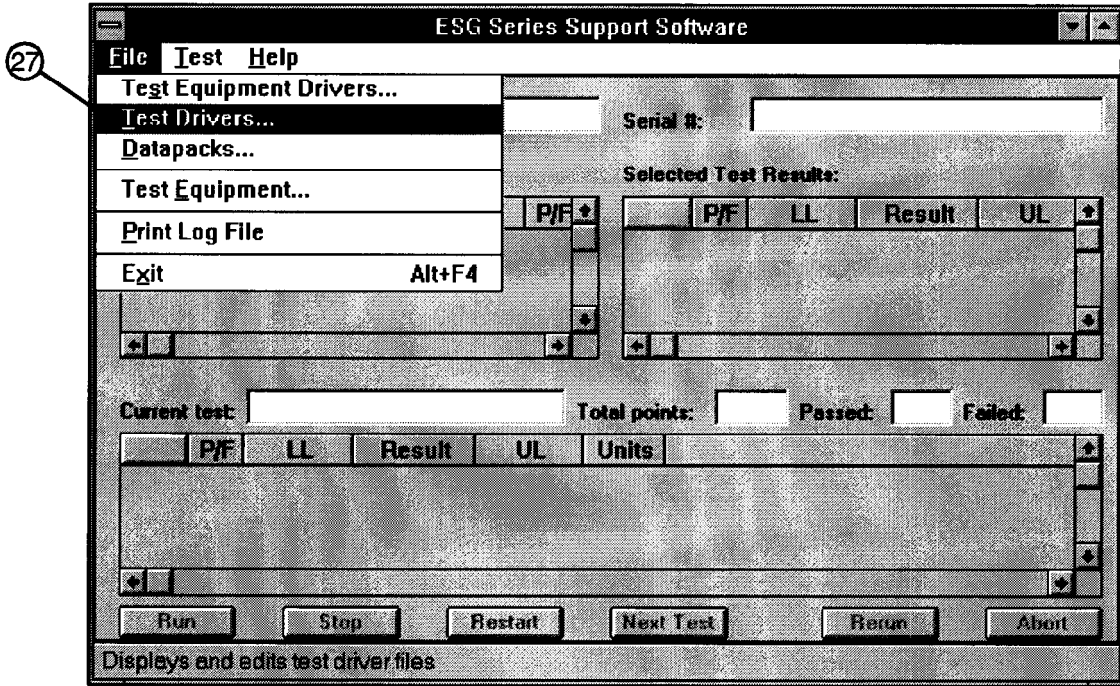 ESG Series Support Software
27
File Test Help
Test Equipment Drivers...
Test Drivers...
Datapacks...
Test Equipment...
Print Log File
Exit Alt+F4
Serial #:
Selected Test Results:
P/F
P/F LL Result UL
Current test: Total points: Passed: Failed:
P/F LL Result UL Units
Run Stop Restart Next Test Rerun Abort
Displays and edits test driver files